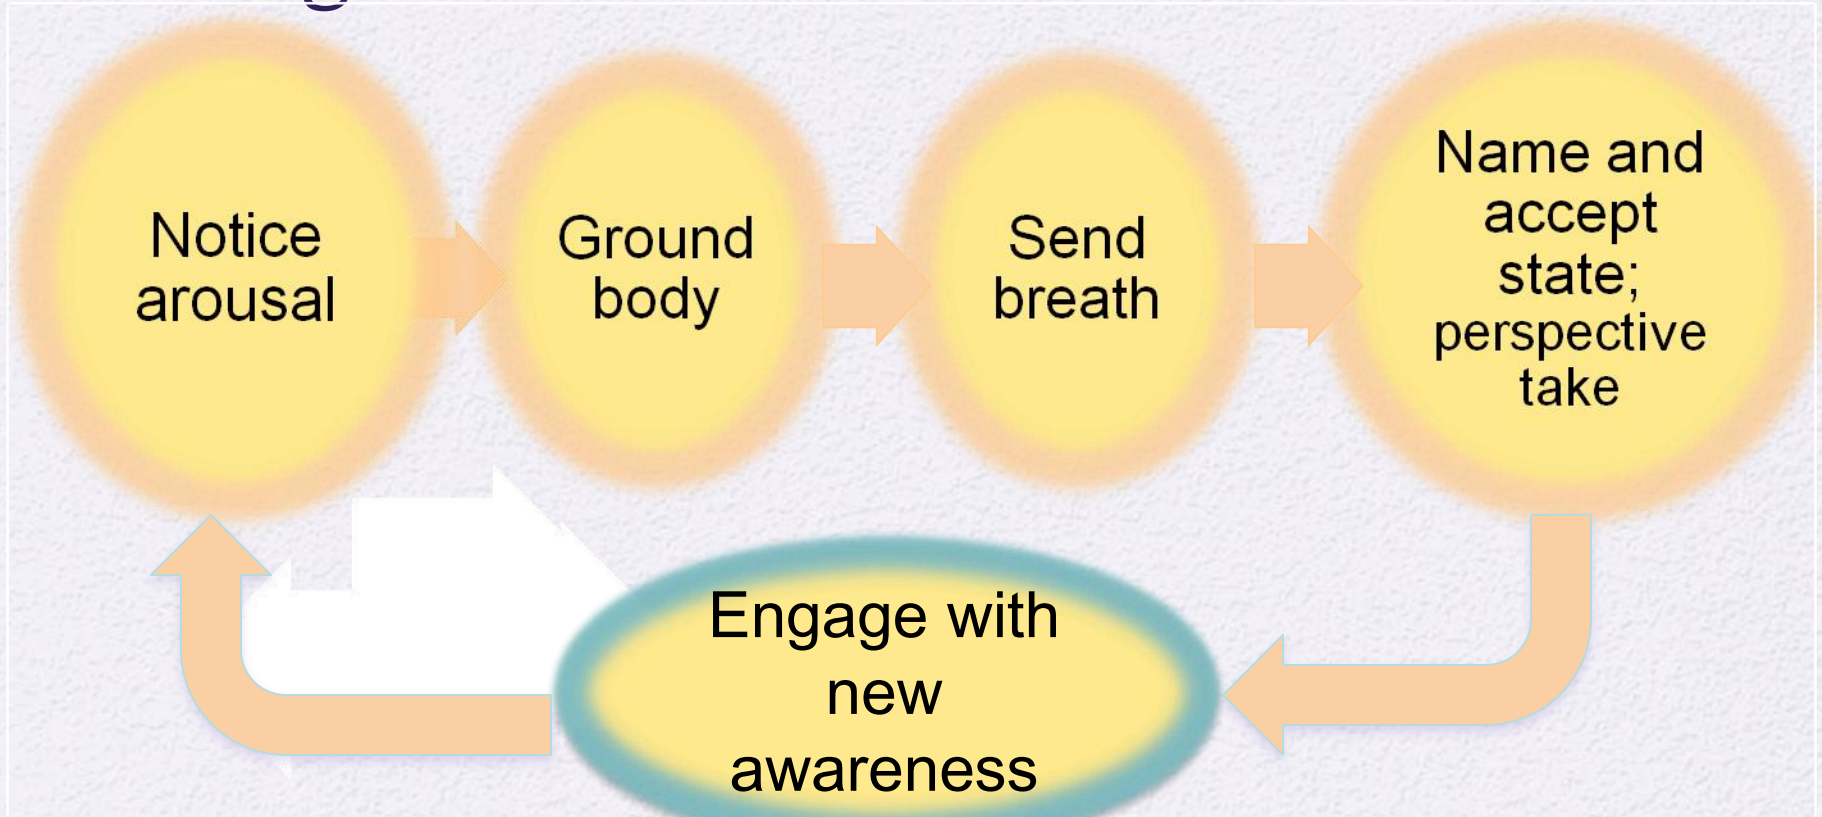 Notice
arousal
Ground
body
Send
breath
Name and
accept
state;
perspective
take
Engage with
new
awareness